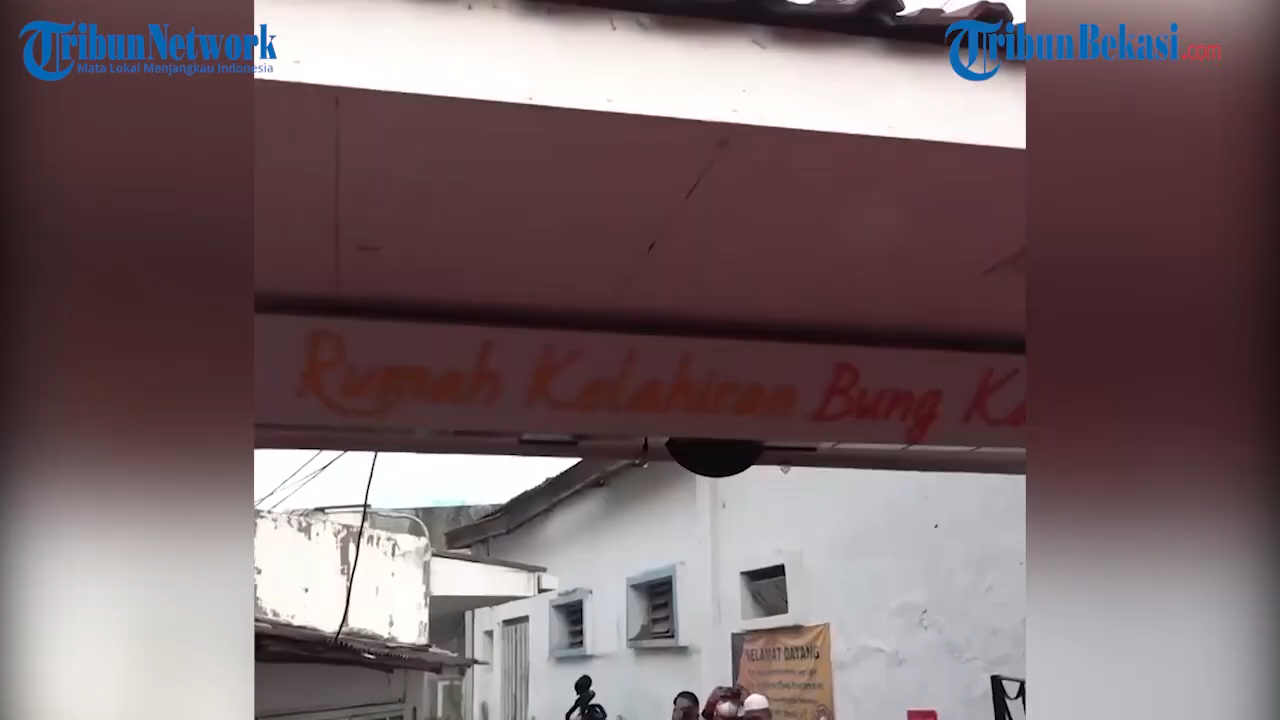 TribunNetwork
Mata Lokal Menjangkau Indonesia
TribunBekasi.com
Rumah Kelahiran Bung
SELAMAT DATANG